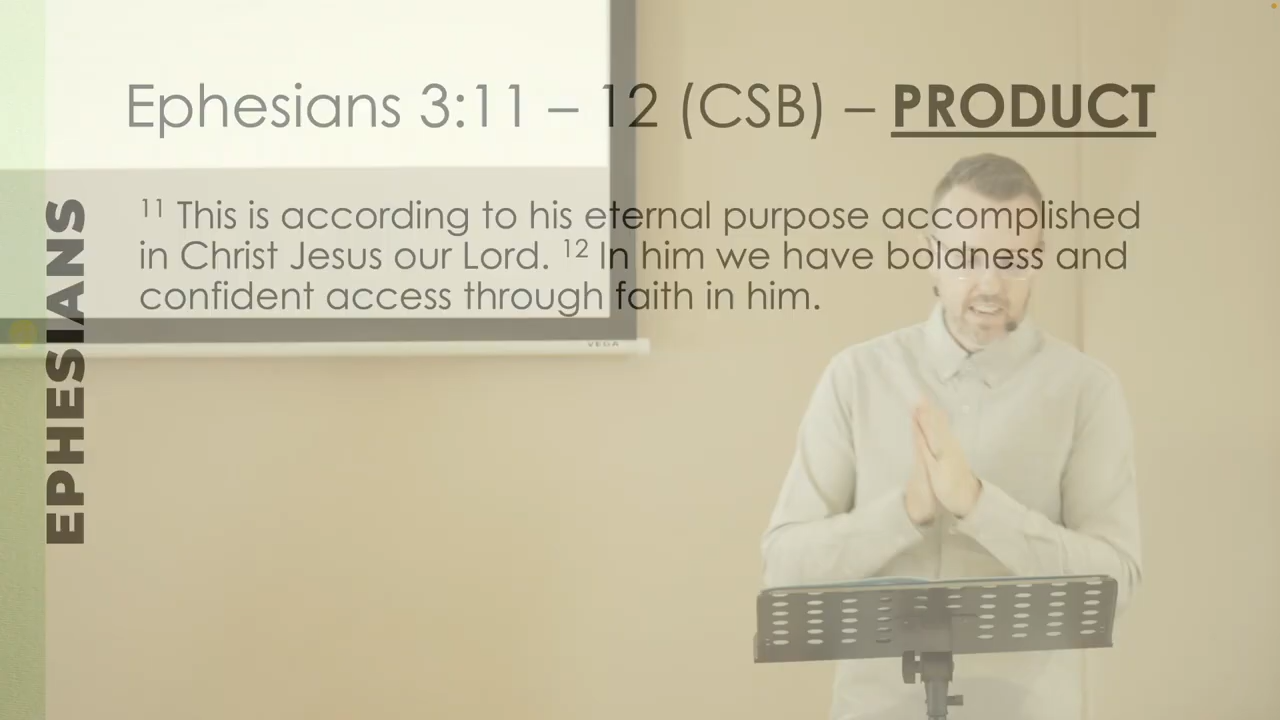 Ephesians 3:11 – 12 (CSB) – PRODUCT
11 This is according to his eternal purpose accomplished
in Christ Jesus our Lord. 12 In him we have boldness and
confident access through faith in him.
EPHESIANS
VEGA